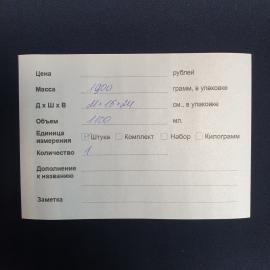 Цена рублей
Масса 1900 грамм, в упаковке
Д х Ш х В 21×15×24 см., в упаковке
Объем 1100 мл.
Единица измерения Штука Комплект Набор Килограмм
Количество 1
Дополнение
к названию
Заметка